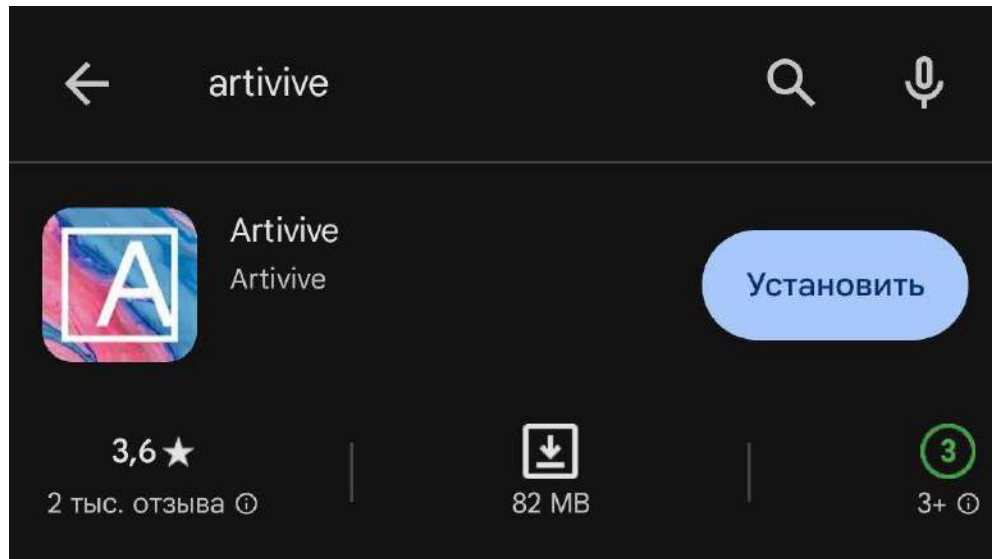 artivive
A
Artivive
Artivive
Установить
3,6★
2 тыс. отзыва
82 MB
3
3+